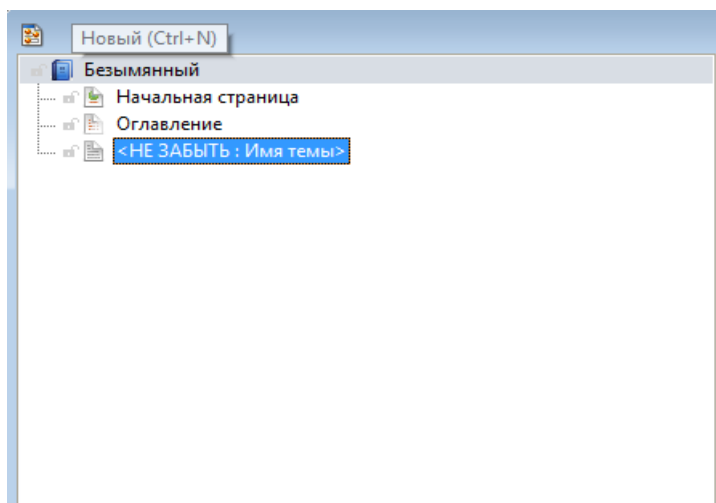 Новый (Ctrl+N)
Безымянный
Начальная страница
Оглавление
<НЕ ЗАБЫТЬ : Имя темы>